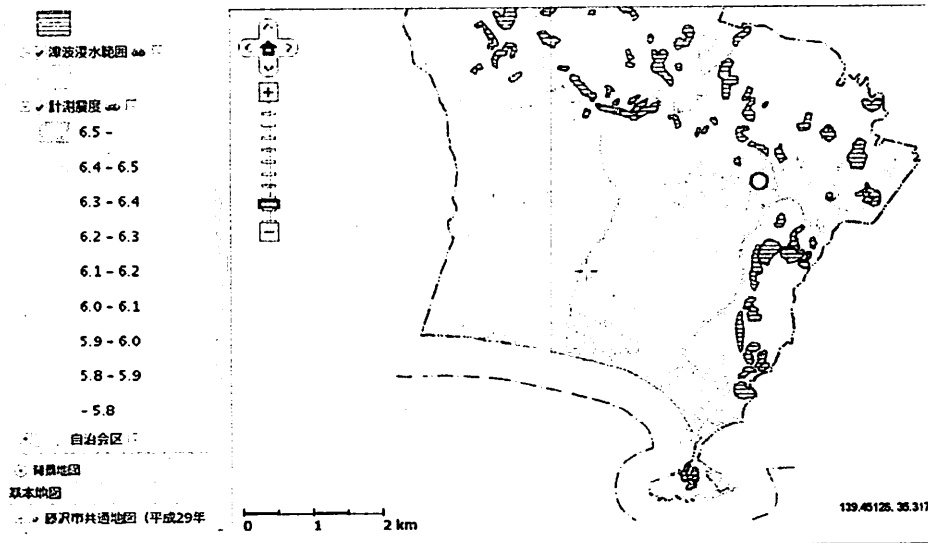 津波浸水範囲
計測震度
6.5 -
6.4 - 6.5
6.3 - 6.4
6.2 - 6.3
6.1 - 6.2
6.0 - 6.1
5.9 - 6.0
5.8 - 5.9
- 5.8
自治会区
背景地図
基本地図
藤沢市共通地図 (平成29年
0 1 2 km
139.45126, 35.317